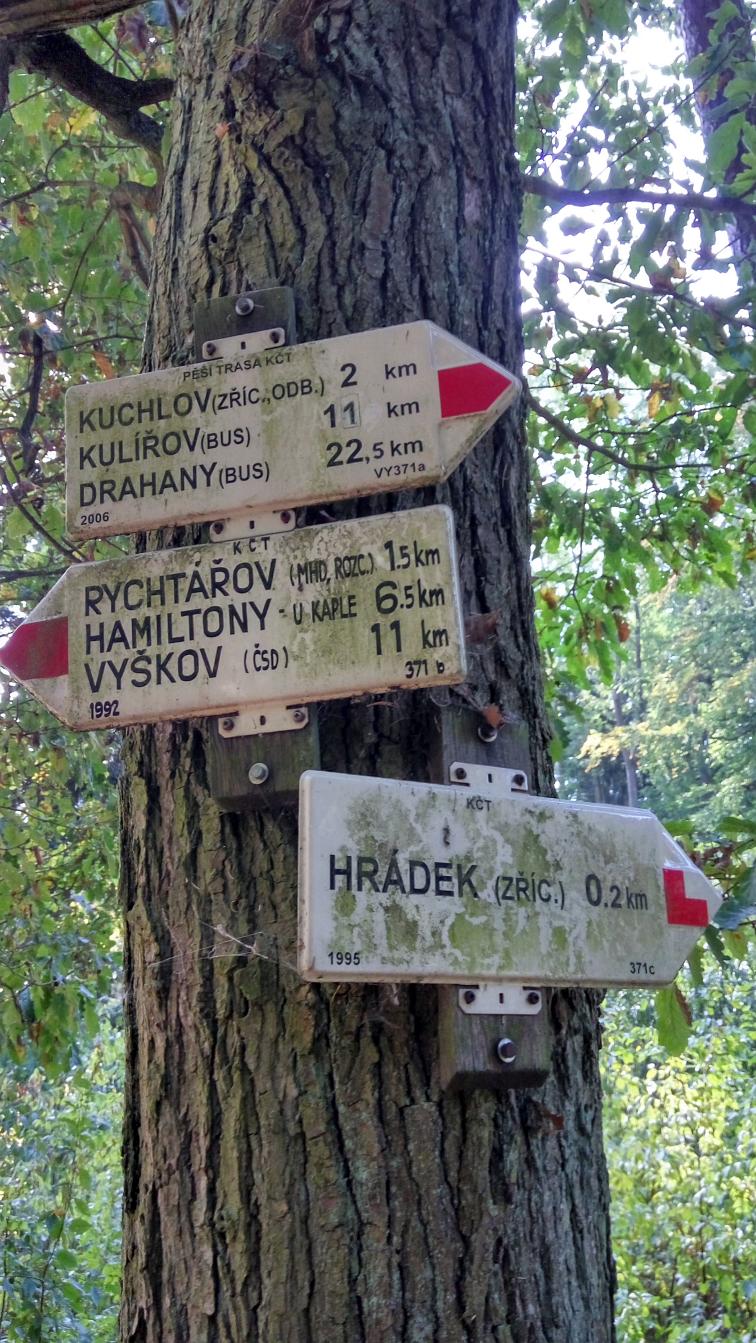 PĚŠÍ TRASA KČT
KUCHLOV (ZŘÍC.,ODB.) 2 km
KULÍŘOV (BUS) 11 km
DRAHANY (BUS) 22,5 km
2006 VY371a
KČT
RYCHTÁŘOV (MHD, ROZC.) 1.5 km
HAMILTONY - U KAPLE 6.5 km
VYŠKOV (ČSD) 11 km
1992 371 b
KČT
HRÁDEK (ZŘÍC.) 0.2 km
1995 371c